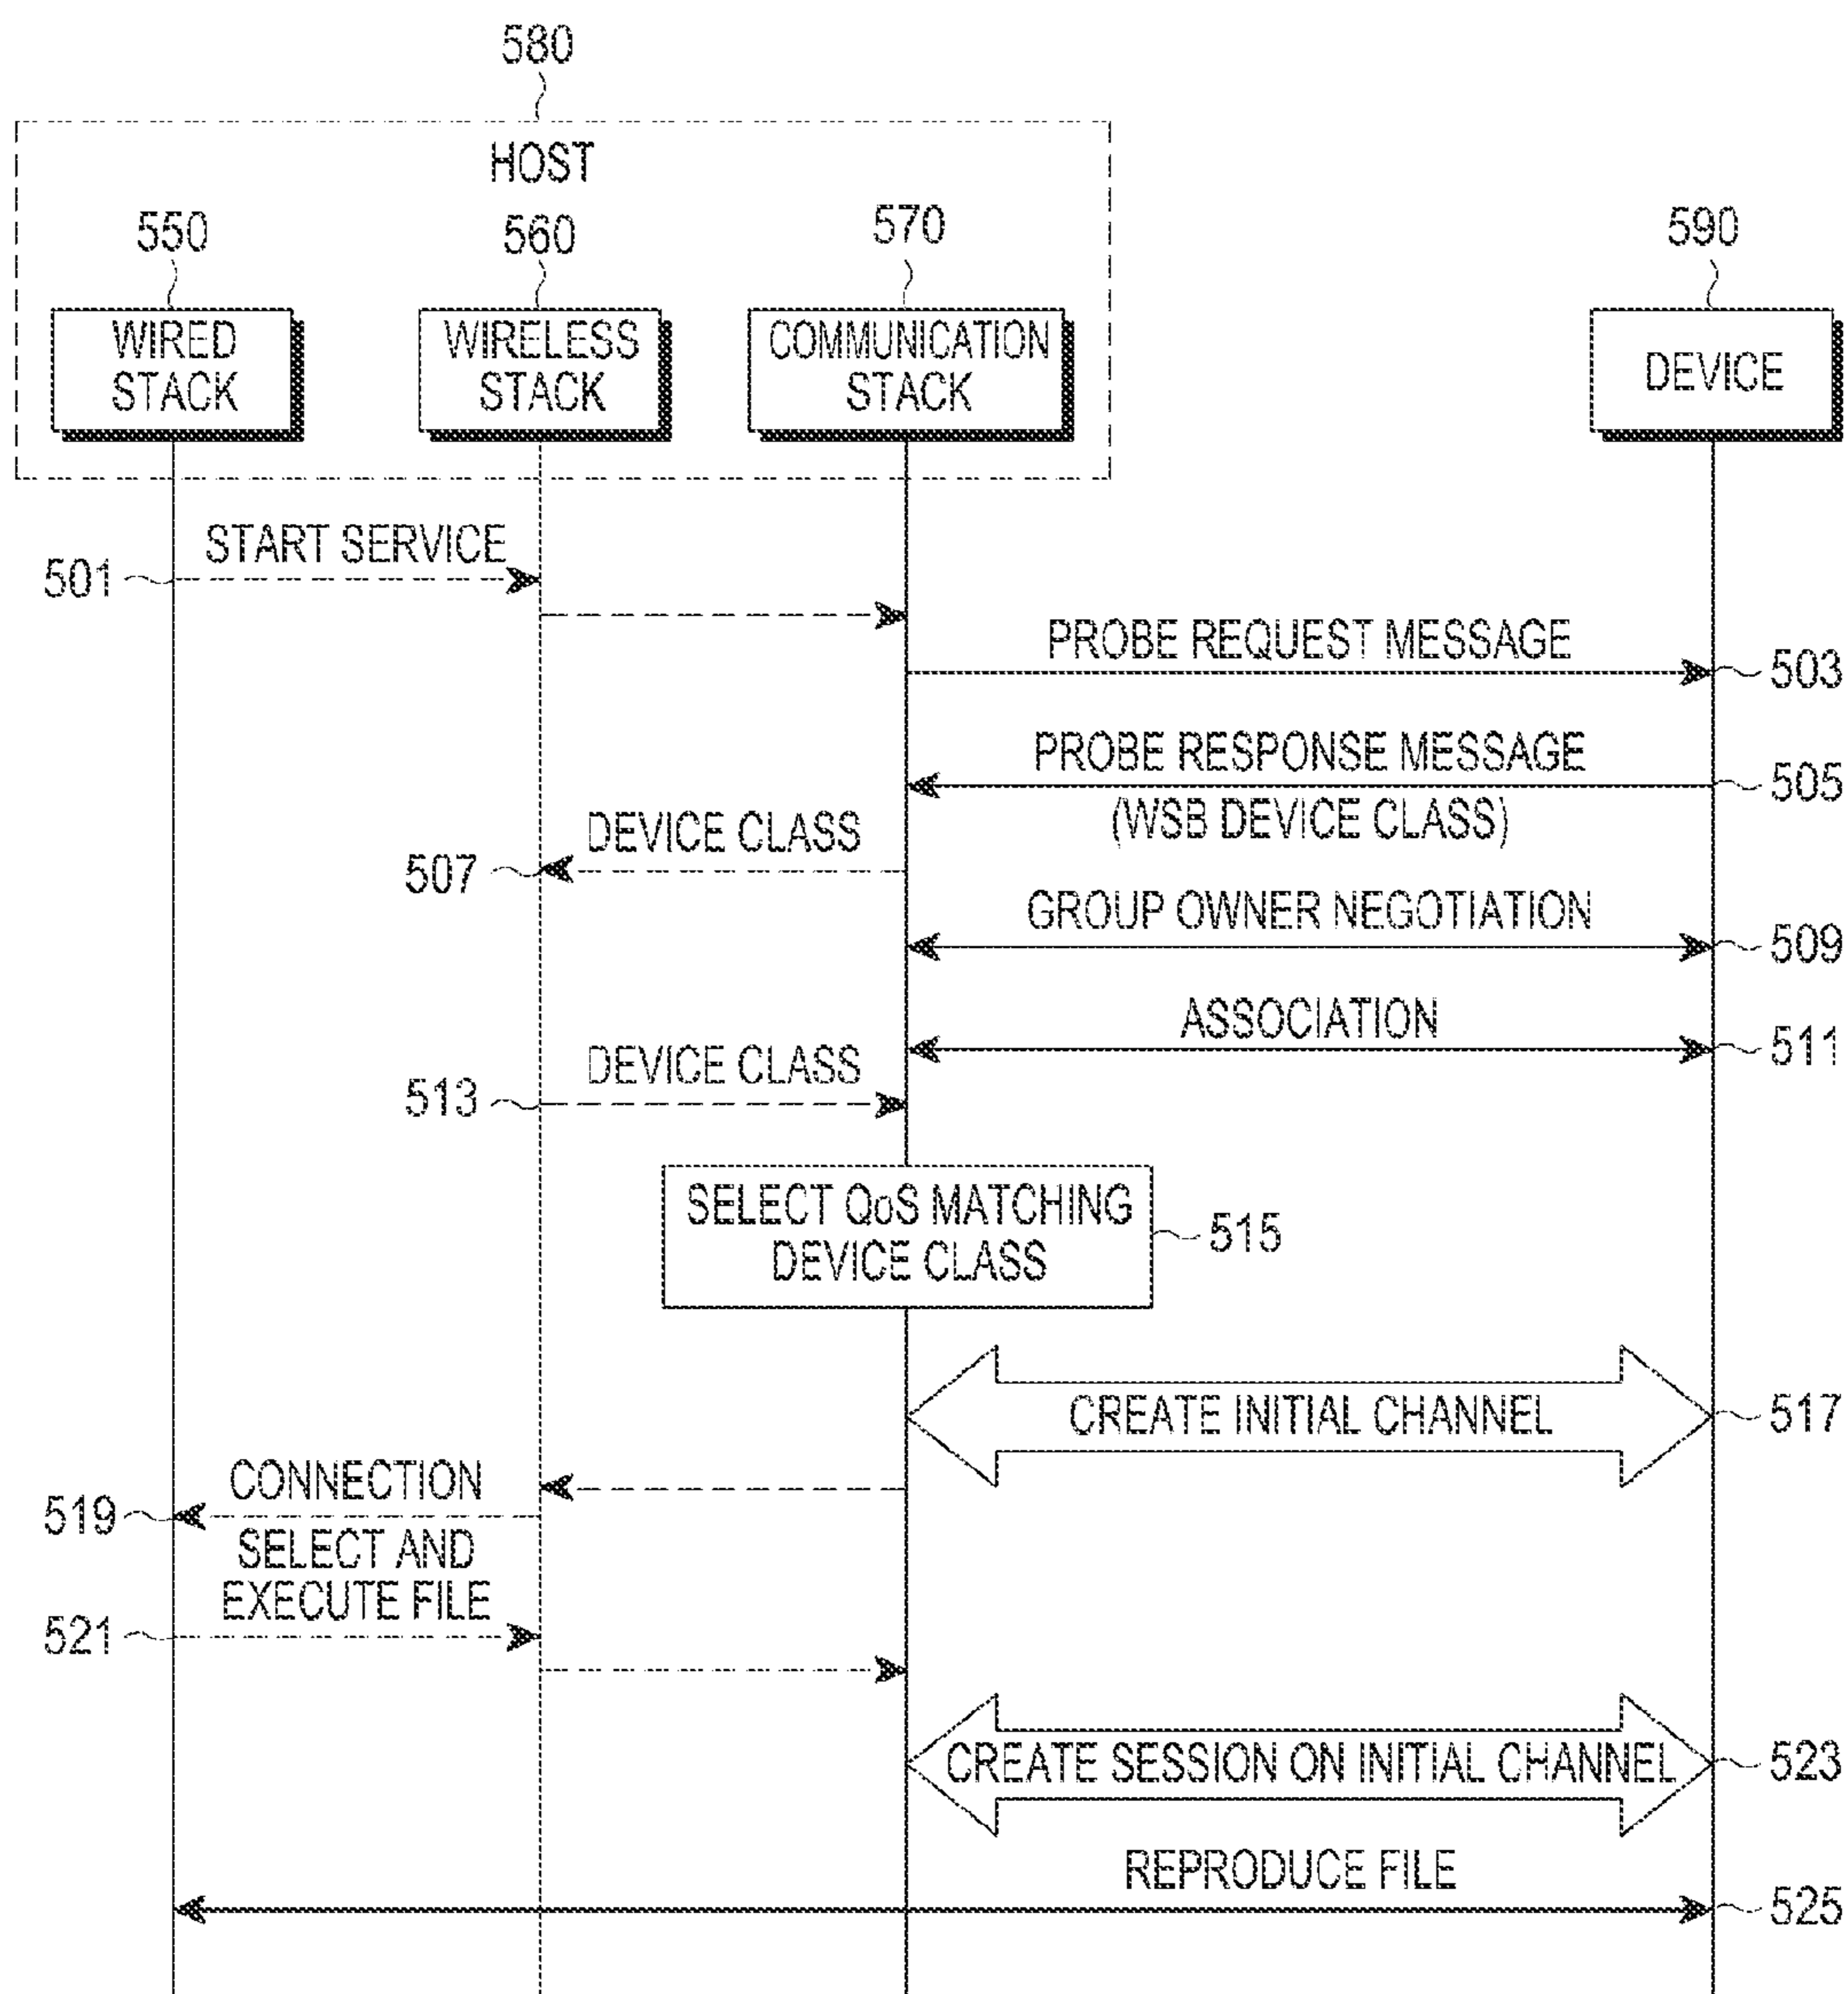 580
HOST
550
560
570
590
WIRED
STACK
WIRELESS
STACK
COMMUNICATION
STACK
DEVICE
START SERVICE
501
PROBE REQUEST MESSAGE
503
PROBE RESPONSE MESSAGE
505
(WSB DEVICE CLASS)
DEVICE CLASS
507
GROUP OWNER NEGOTIATION
509
ASSOCIATION
511
DEVICE CLASS
513
SELECT QoS MATCHING
DEVICE CLASS
515
CREATE INITIAL CHANNEL
517
CONNECTION
519
SELECT AND
EXECUTE FILE
521
CREATE SESSION ON INITIAL CHANNEL
523
REPRODUCE FILE
525